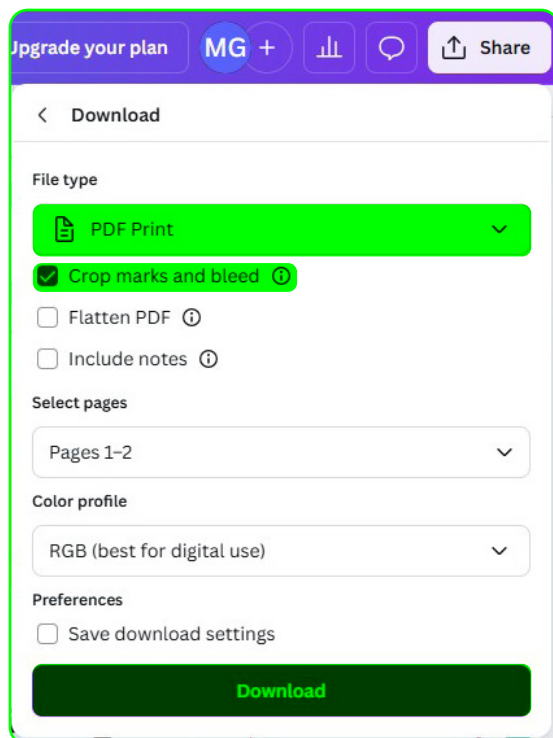 Upgrade your plan MG + Share
Download
File type
PDF Print
Crop marks and bleed
Flatten PDF
Include notes
Select pages
Pages 1–2
Color profile
RGB (best for digital use)
Preferences
Save download settings
Download